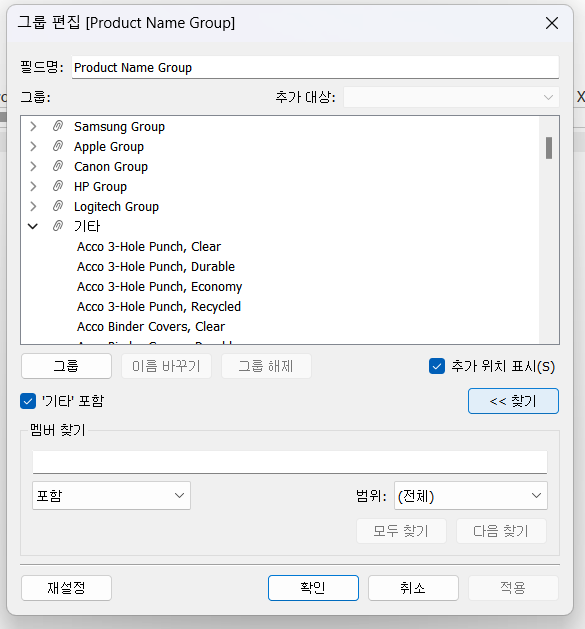 그룹 편집 [Product Name Group]
필드명: Product Name Group
그룹: 추가 대상:
Samsung Group
Apple Group
Canon Group
HP Group
Logitech Group
기타
Acco 3-Hole Punch, Clear
Acco 3-Hole Punch, Durable
Acco 3-Hole Punch, Economy
Acco 3-Hole Punch, Recycled
Acco Binder Covers, Clear
그룹 이름 바꾸기 그룹 해제 추가 위치 표시(S)
'기타' 포함 << 찾기
멤버 찾기
포함 범위: (전체)
모두 찾기 다음 찾기
재설정 확인 취소 적용